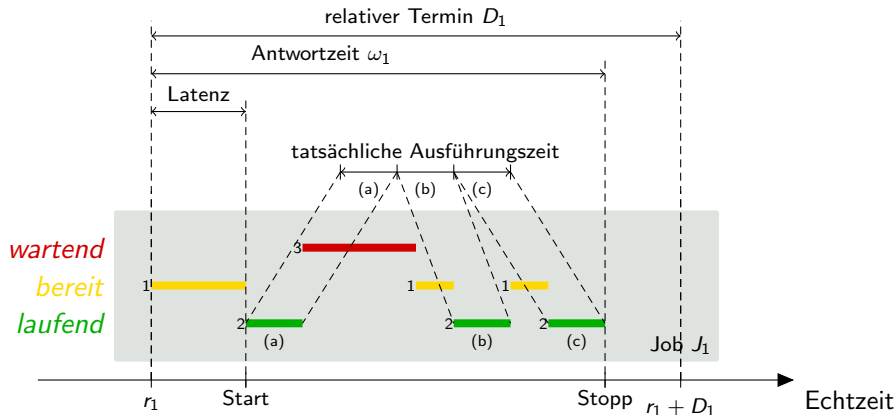 relativer Termin D₁
Antwortzeit ω₁
Latenz
tatsächliche Ausführungszeit
(a) (b) (c)
wartend 3
bereit 1 1 1
laufend 2 2 2
(a) (b) (c)
Job J₁
r₁ Start Stopp r₁ + D₁ Echtzeit